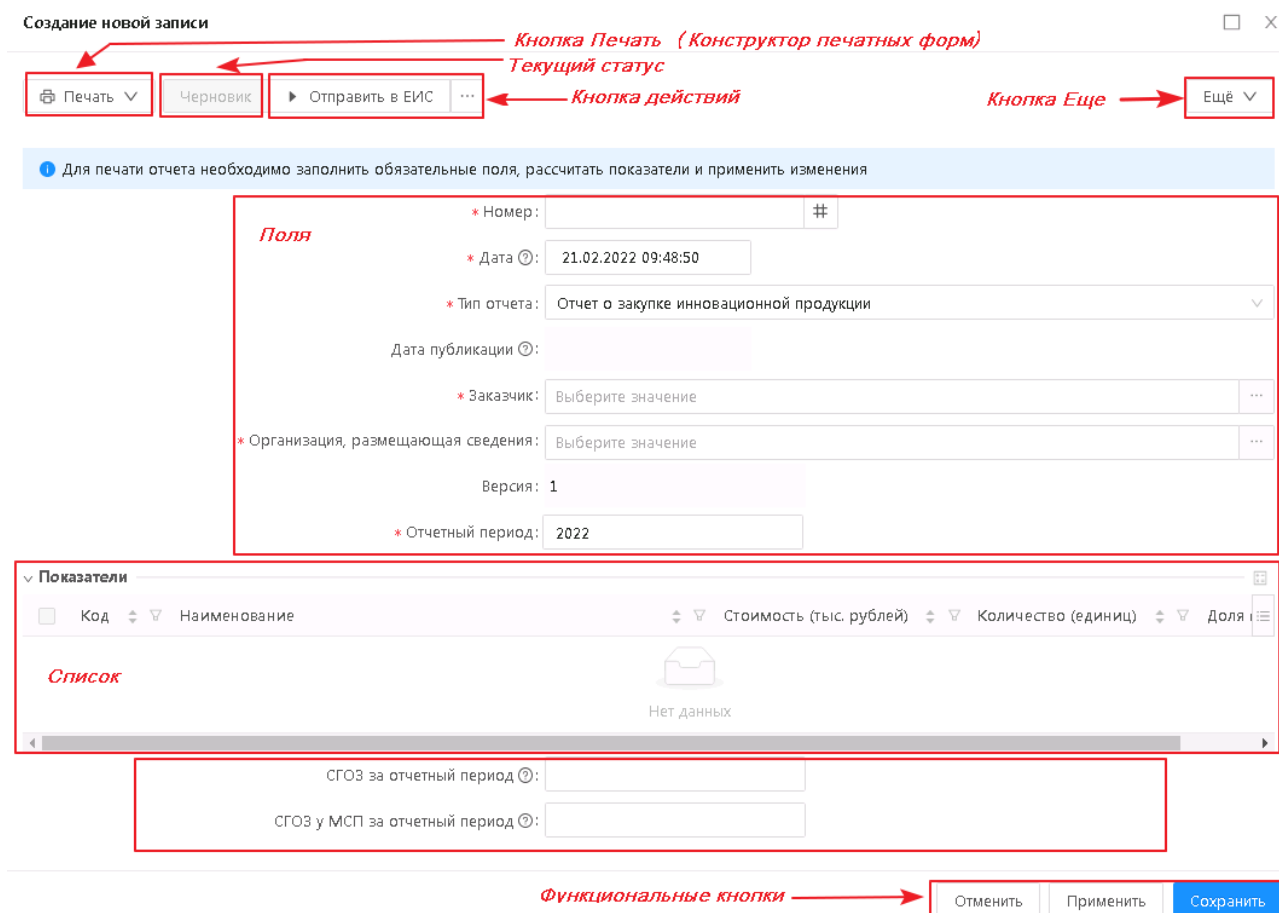 Создание новой записи
Кнопка Печать (Конструктор печатных форм)
Текущий статус
Печать
Черновик
Отправить в ЕИС
...
Кнопка действий
Кнопка Еще
Ещё
Для печати отчета необходимо заполнить обязательные поля, рассчитать показатели и применить изменения
Поля
* Номер:
#
* Дата ?: 21.02.2022 09:48:50
* Тип отчета: Отчет о закупке инновационной продукции
Дата публикации ?:
* Заказчик: Выберите значение ...
* Организация, размещающая сведения: Выберите значение ...
Версия: 1
* Отчетный период: 2022
Показатели
Код Наименование Стоимость (тыс. рублей) Количество (единиц) Доля
Список
Нет данных
СГОЗ за отчетный период ?:
СГОЗ у МСП за отчетный период ?:
Функциональные кнопки
Отменить Применить Сохранить